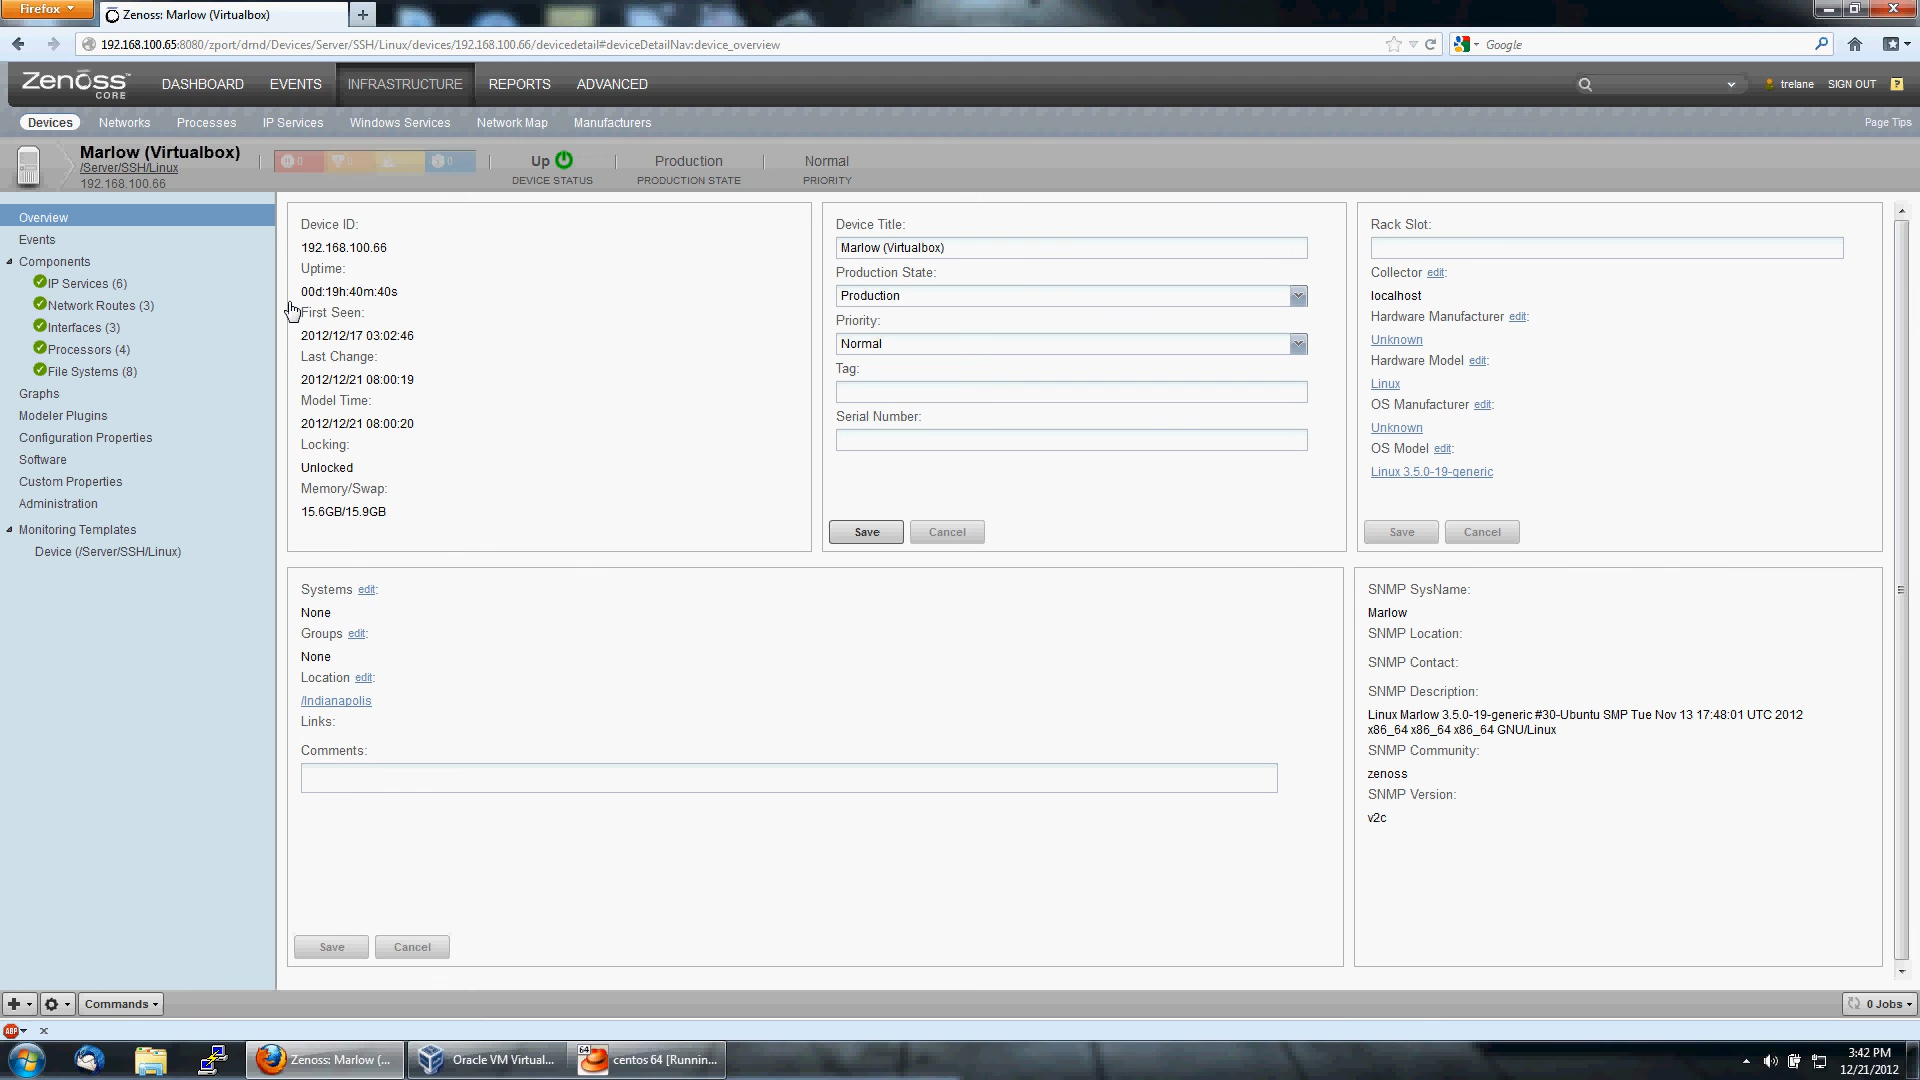 Firefox
Zenoss: Marlow (Virtualbox)
192.168.100.65:8080/zport/dmd/Devices/Server/SSH/Linux/devices/192.168.100.66/devicedetail#deviceDetailNav:device_overview
Google
Zenoss CORE
DASHBOARD EVENTS INFRASTRUCTURE REPORTS ADVANCED
trelane SIGN OUT ?
Devices Networks Processes IP Services Windows Services Network Map Manufacturers
Page Tips
Marlow (Virtualbox)
/Server/SSH/Linux
192.168.100.66
0 0 0
Up
DEVICE STATUS
Production
PRODUCTION STATE
Normal
PRIORITY
Overview
Events
Components
IP Services (6)
Network Routes (3)
Interfaces (3)
Processors (4)
File Systems (8)
Graphs
Modeler Plugins
Configuration Properties
Software
Custom Properties
Administration
Monitoring Templates
Device (/Server/SSH/Linux)
Device ID:
192.168.100.66
Uptime:
00d:19h:40m:40s
First Seen:
2012/12/17 03:02:46
Last Change:
2012/12/21 08:00:19
Model Time:
2012/12/21 08:00:20
Locking:
Unlocked
Memory/Swap:
15.6GB/15.9GB
Device Title:
Marlow (Virtualbox)
Production State:
Production
Priority:
Normal
Tag:
Serial Number:
Save Cancel
Rack Slot:
Collector edit:
localhost
Hardware Manufacturer edit:
Unknown
Hardware Model edit:
Linux
OS Manufacturer edit:
Unknown
OS Model edit:
Linux 3.5.0-19-generic
Save Cancel
Systems edit:
None
Groups edit:
None
Location edit:
/Indianapolis
Links:
Comments:
Save Cancel
SNMP SysName:
Marlow
SNMP Location:
SNMP Contact:
SNMP Description:
Linux Marlow 3.5.0-19-generic #30-Ubuntu SMP Tue Nov 13 17:48:01 UTC 2012
x86_64 x86_64 x86_64 GNU/Linux
SNMP Community:
zenoss
SNMP Version:
v2c
Commands
0 Jobs
ABP
Zenoss: Marlow (...
Oracle VM Virtual...
64
centos 64 [Runnin...
3:42 PM
12/21/2012